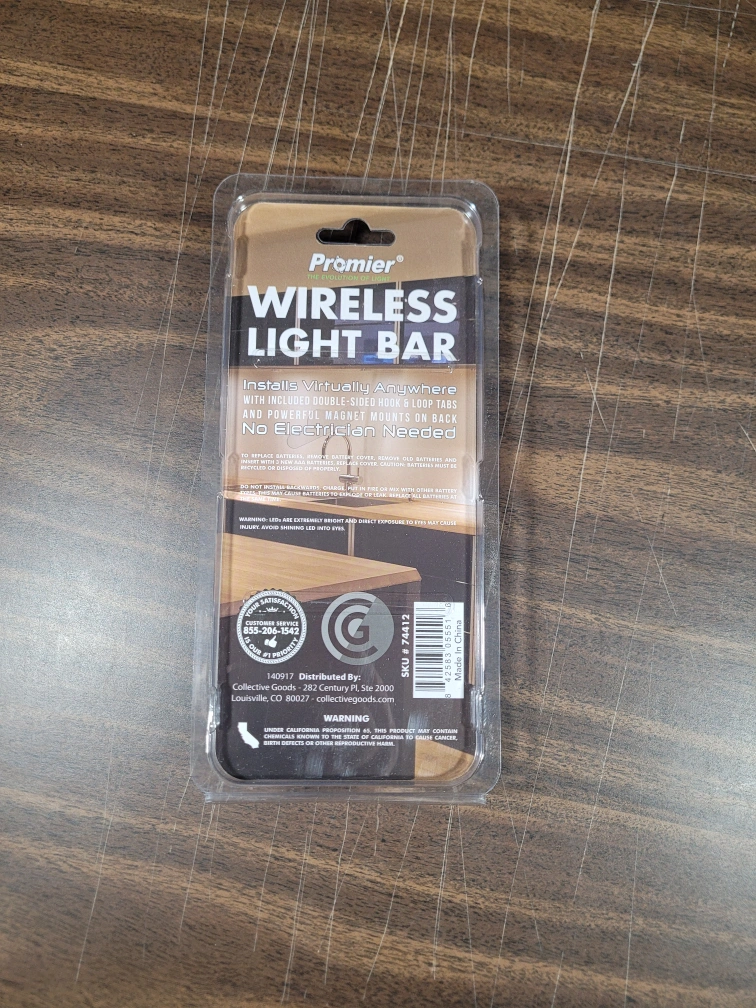 Promier®
THE EVOLUTION OF LIGHT
WIRELESS
LIGHT BAR
Installs Virtually Anywhere
WITH INCLUDED DOUBLE-SIDED HOOK & LOOP TABS
AND POWERFUL MAGNET MOUNTS ON BACK
No Electrician Needed
TO REPLACE BATTERIES, REMOVE BATTERY COVER, REMOVE OLD BATTERIES AND
INSERT WITH 3 NEW AAA BATTERIES. REPLACE COVER. CAUTION: BATTERIES MUST BE
RECYCLED OR DISPOSED OF PROPERLY.
DO NOT INSTALL BACKWARDS, CHARGE, PUT IN FIRE OR MIX WITH OTHER BATTERY
TYPES. THIS MAY CAUSE BATTERIES TO EXPLODE OR LEAK. REPLACE ALL BATTERIES AT
WARNING: LEDs ARE EXTREMELY BRIGHT AND DIRECT EXPOSURE TO EYES MAY CAUSE
INJURY. AVOID SHINING LED INTO EYES.
YOUR SATISFACTION
CUSTOMER SERVICE
855-206-1542
IS OUR #1 PRIORITY
CG
SKU # 74412
8 42583 05551 6
Made In China
140917 Distributed By:
Collective Goods - 282 Century Pl, Ste 2000
Louisville, CO 80027 - collectivegoods.com
WARNING
UNDER CALIFORNIA PROPOSITION 65, THIS PRODUCT MAY CONTAIN
CHEMICALS KNOWN TO THE STATE OF CALIFORNIA TO CAUSE CANCER,
BIRTH DEFECTS OR OTHER REPRODUCTIVE HARM.